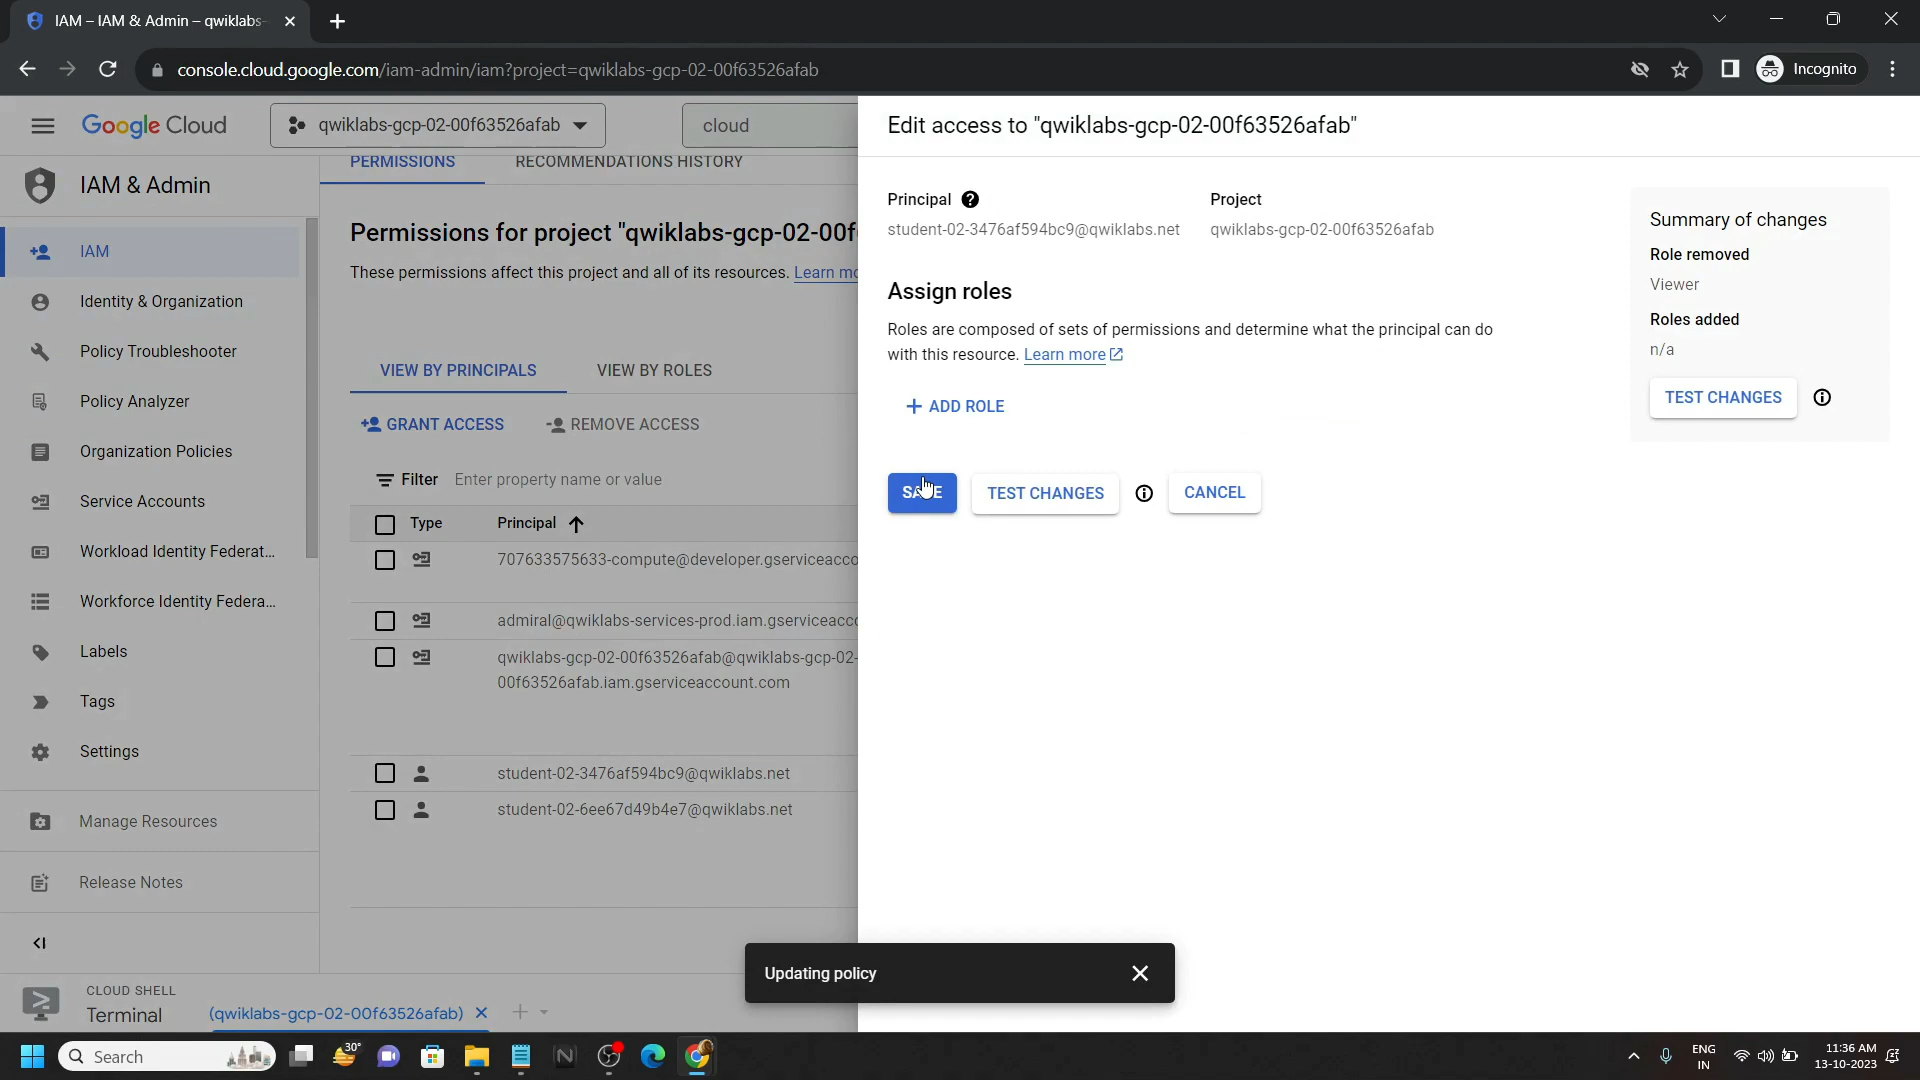 IAM – IAM & Admin – qwiklabs-
console.cloud.google.com/iam-admin/iam?project=qwiklabs-gcp-02-00f63526afab
Incognito
Google Cloud
qwiklabs-gcp-02-00f63526afab
cloud
IAM & Admin
IAM
Identity & Organization
Policy Troubleshooter
Policy Analyzer
Organization Policies
Service Accounts
Workload Identity Federat...
Workforce Identity Federa...
Labels
Tags
Settings
Manage Resources
Release Notes
PERMISSIONS
RECOMMENDATIONS HISTORY
Permissions for project "qwiklabs-gcp-02-00f
These permissions affect this project and all of its resources. Learn mo
VIEW BY PRINCIPALS
VIEW BY ROLES
GRANT ACCESS
REMOVE ACCESS
Filter Enter property name or value
Type Principal
707633575633-compute@developer.gserviceacco
admiral@qwiklabs-services-prod.iam.gserviceacco
qwiklabs-gcp-02-00f63526afab@qwiklabs-gcp-02-
00f63526afab.iam.gserviceaccount.com
student-02-3476af594bc9@qwiklabs.net
student-02-6ee67d49b4e7@qwiklabs.net
Edit access to "qwiklabs-gcp-02-00f63526afab"
Principal
student-02-3476af594bc9@qwiklabs.net
Project
qwiklabs-gcp-02-00f63526afab
Assign roles
Roles are composed of sets of permissions and determine what the principal can do
with this resource. Learn more
ADD ROLE
SAVE
TEST CHANGES
CANCEL
Summary of changes
Role removed
Viewer
Roles added
n/a
TEST CHANGES
Updating policy
CLOUD SHELL
Terminal
(qwiklabs-gcp-02-00f63526afab)
Search
30°
ENG
IN
11:36 AM
13-10-2023